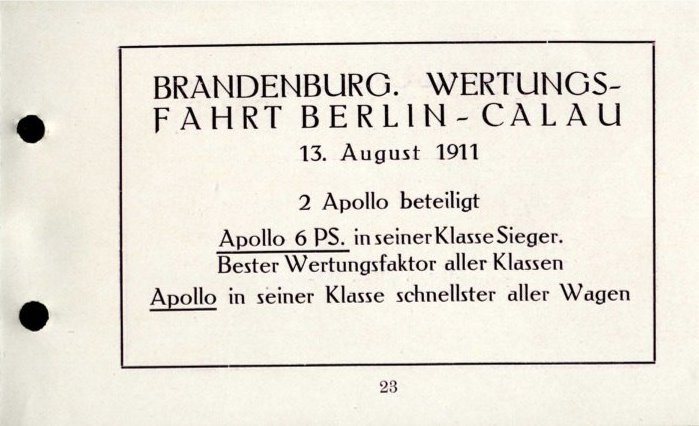 BRANDENBURG. WERTUNGS-
FAHRT BERLIN-CALAU
13. August 1911
2 Apollo beteiligt
Apollo 6 PS. in seiner Klasse Sieger.
Bester Wertungsfaktor aller Klassen
Apollo in seiner Klasse schnellster aller Wagen
23